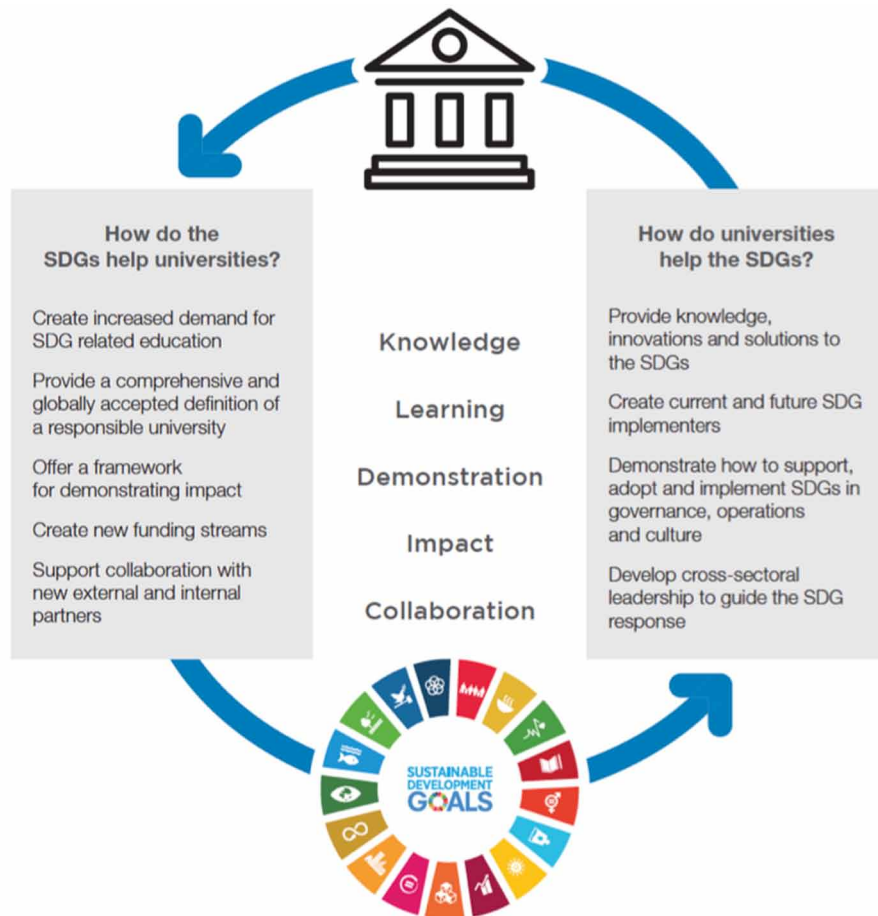 How do the
SDGs help universities?
Create increased demand for
SDG related education
Provide a comprehensive and
globally accepted definition of
a responsible university
Offer a framework
for demonstrating impact
Create new funding streams
Support collaboration with
new external and internal
partners
Knowledge
Learning
Demonstration
Impact
Collaboration
How do universities
help the SDGs?
Provide knowledge,
innovations and solutions to
the SDGs
Create current and future SDG
implementers
Demonstrate how to support,
adopt and implement SDGs in
governance, operations
and culture
Develop cross-sectoral
leadership to guide the SDG
response
SUSTAINABLE
DEVELOPMENT
GOALS